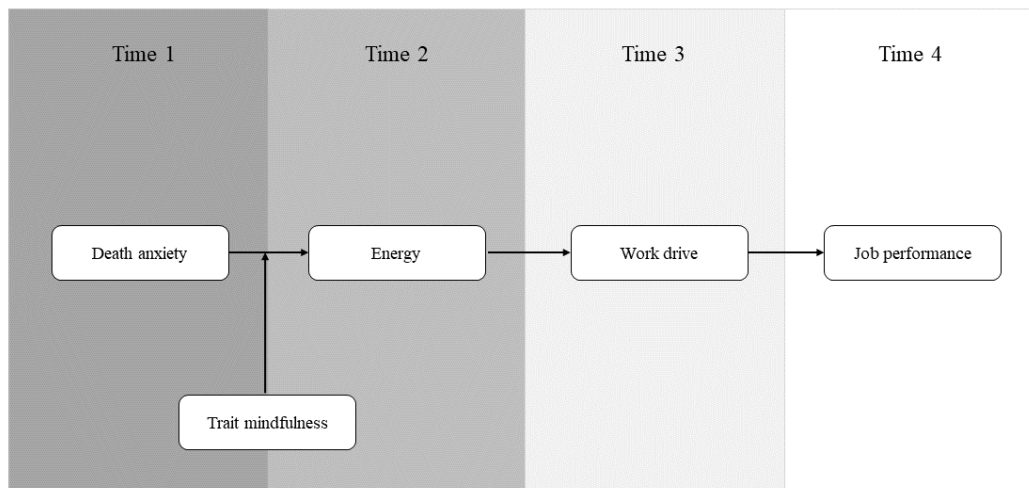 Time 1
Time 2
Time 3
Time 4
Death anxiety
Energy
Work drive
Job performance
Trait mindfulness